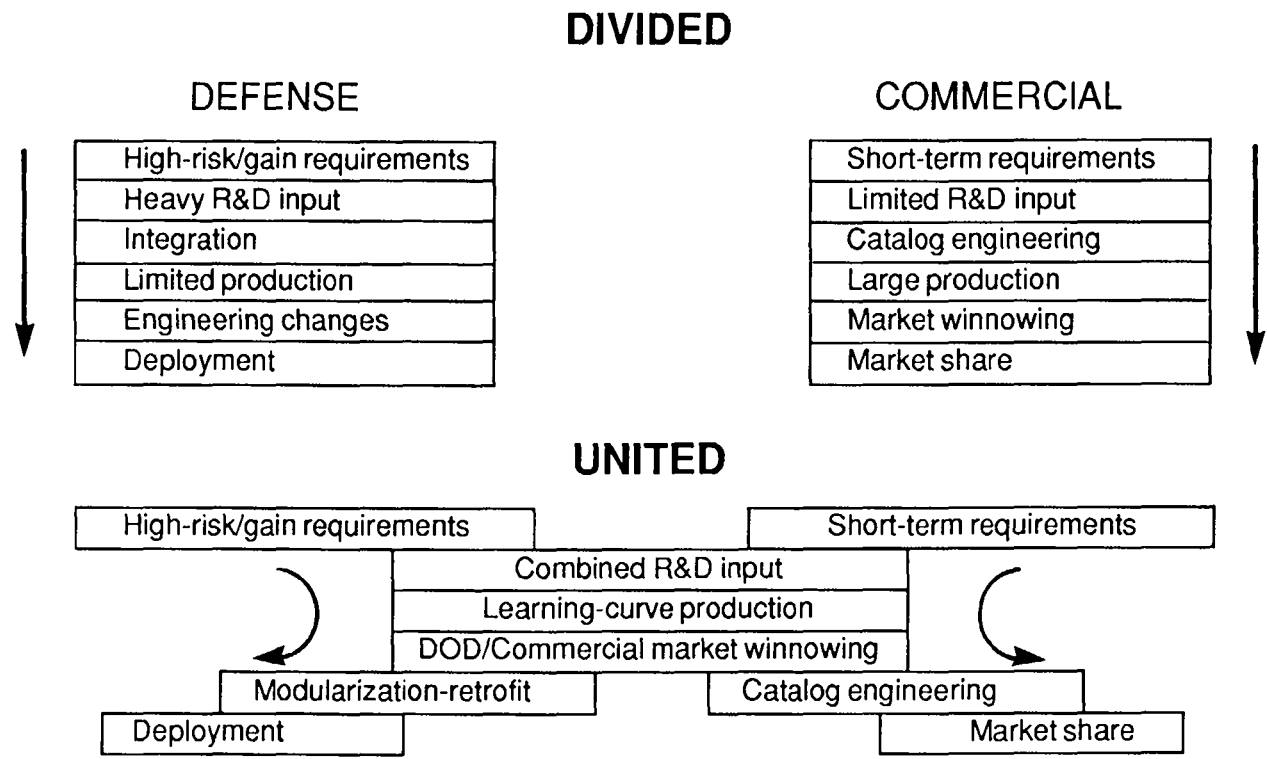 DIVIDED
DEFENSE
High-risk/gain requirements
Heavy R&D input
Integration
Limited production
Engineering changes
Deployment
COMMERCIAL
Short-term requirements
Limited R&D input
Catalog engineering
Large production
Market winnowing
Market share
UNITED
High-risk/gain requirements
Short-term requirements
Combined R&D input
Learning-curve production
DOD/Commercial market winnowing
Modularization-retrofit
Catalog engineering
Deployment
Market share